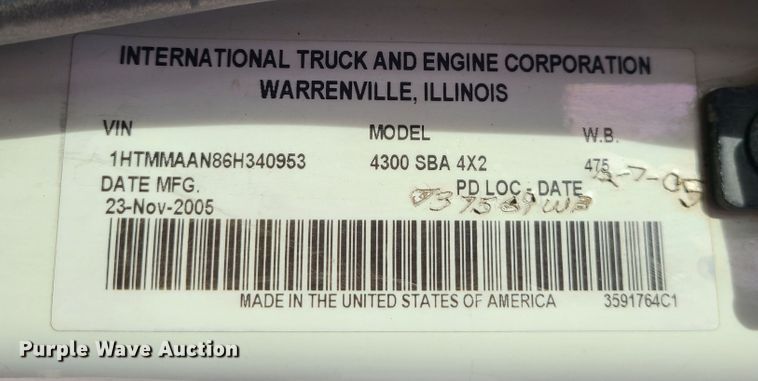 INTERNATIONAL TRUCK AND ENGINE CORPORATION
WARRENVILLE, ILLINOIS
VIN MODEL W.B.
1HTMMAAN86H340953 4300 SBA 4X2 475
DATE MFG. PD LOC - DATE
23-Nov-2005
MADE IN THE UNITED STATES OF AMERICA 3591764C1
Purple Wave Auction